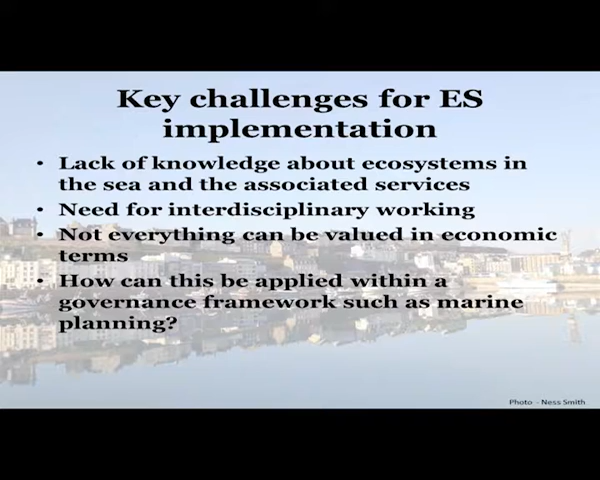 Key challenges for ES
implementation
• Lack of knowledge about ecosystems in
the sea and the associated services
• Need for interdisciplinary working
• Not everything can be valued in economic
terms
• How can this be applied within a
governance framework such as marine
planning?
Photo - Ness Smith